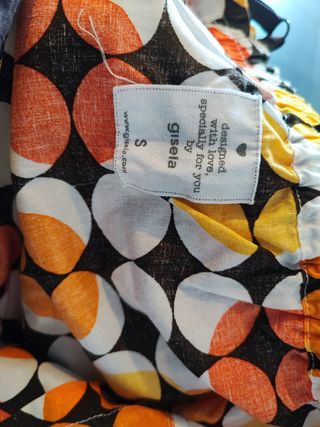 designed
with love,
specially for you
by
gisela
S
www.gisela.com